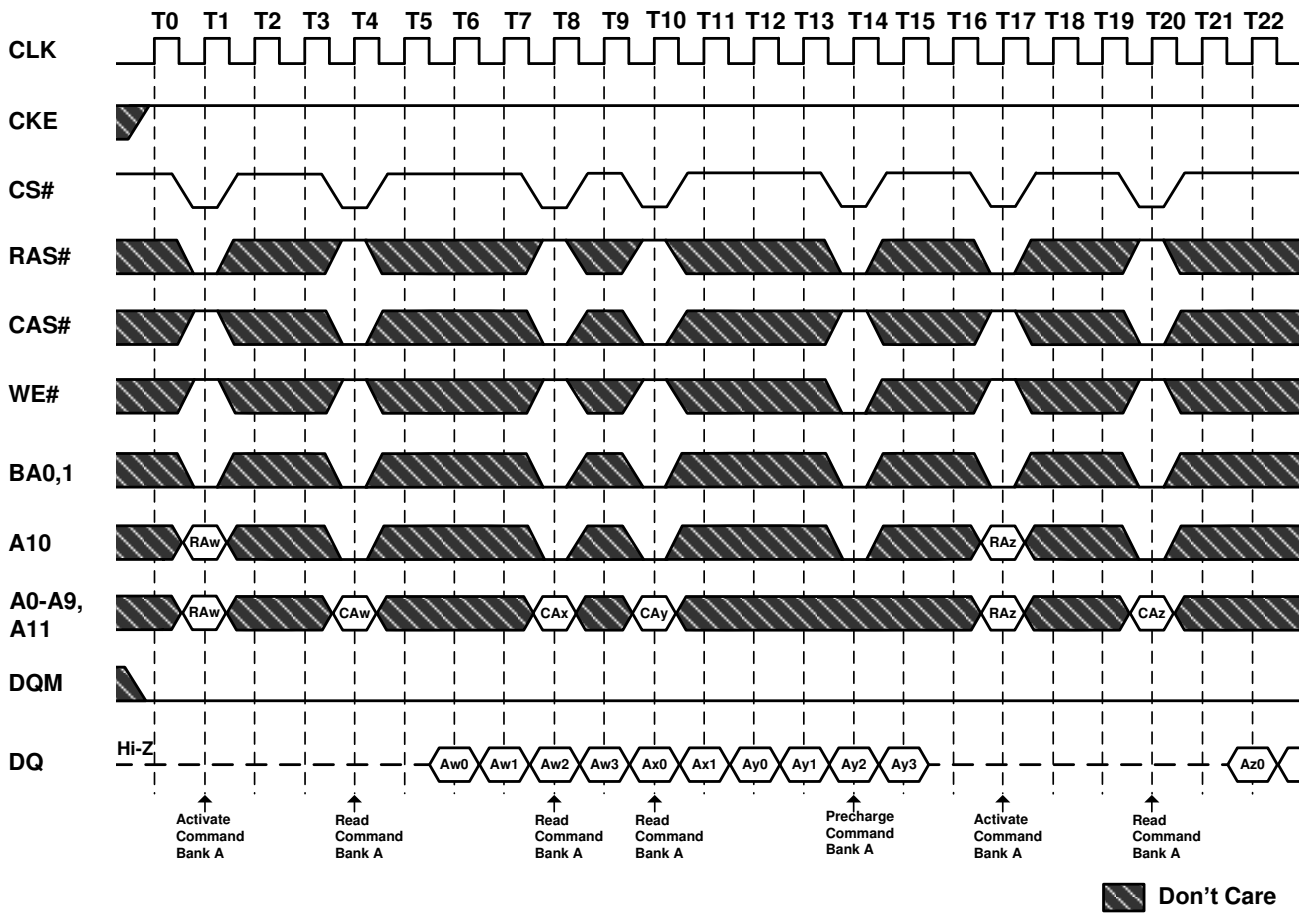 T0 T1 T2 T3 T4 T5 T6 T7 T8 T9 T10 T11 T12 T13 T14 T15 T16 T17 T18 T19 T20 T21 T22
CLK
CKE
CS#
RAS#
CAS#
WE#
BA0,1
A10 RAw RAz
A0-A9,
A11 RAw CAw CAx CAy RAz CAz
DQM
DQ Hi-Z Aw0 Aw1 Aw2 Aw3 Ax0 Ax1 Ay0 Ay1 Ay2 Ay3 Az0
Activate
Command
Bank A
Read
Command
Bank A
Read
Command
Bank A
Read
Command
Bank A
Precharge
Command
Bank A
Activate
Command
Bank A
Read
Command
Bank A
Don't Care